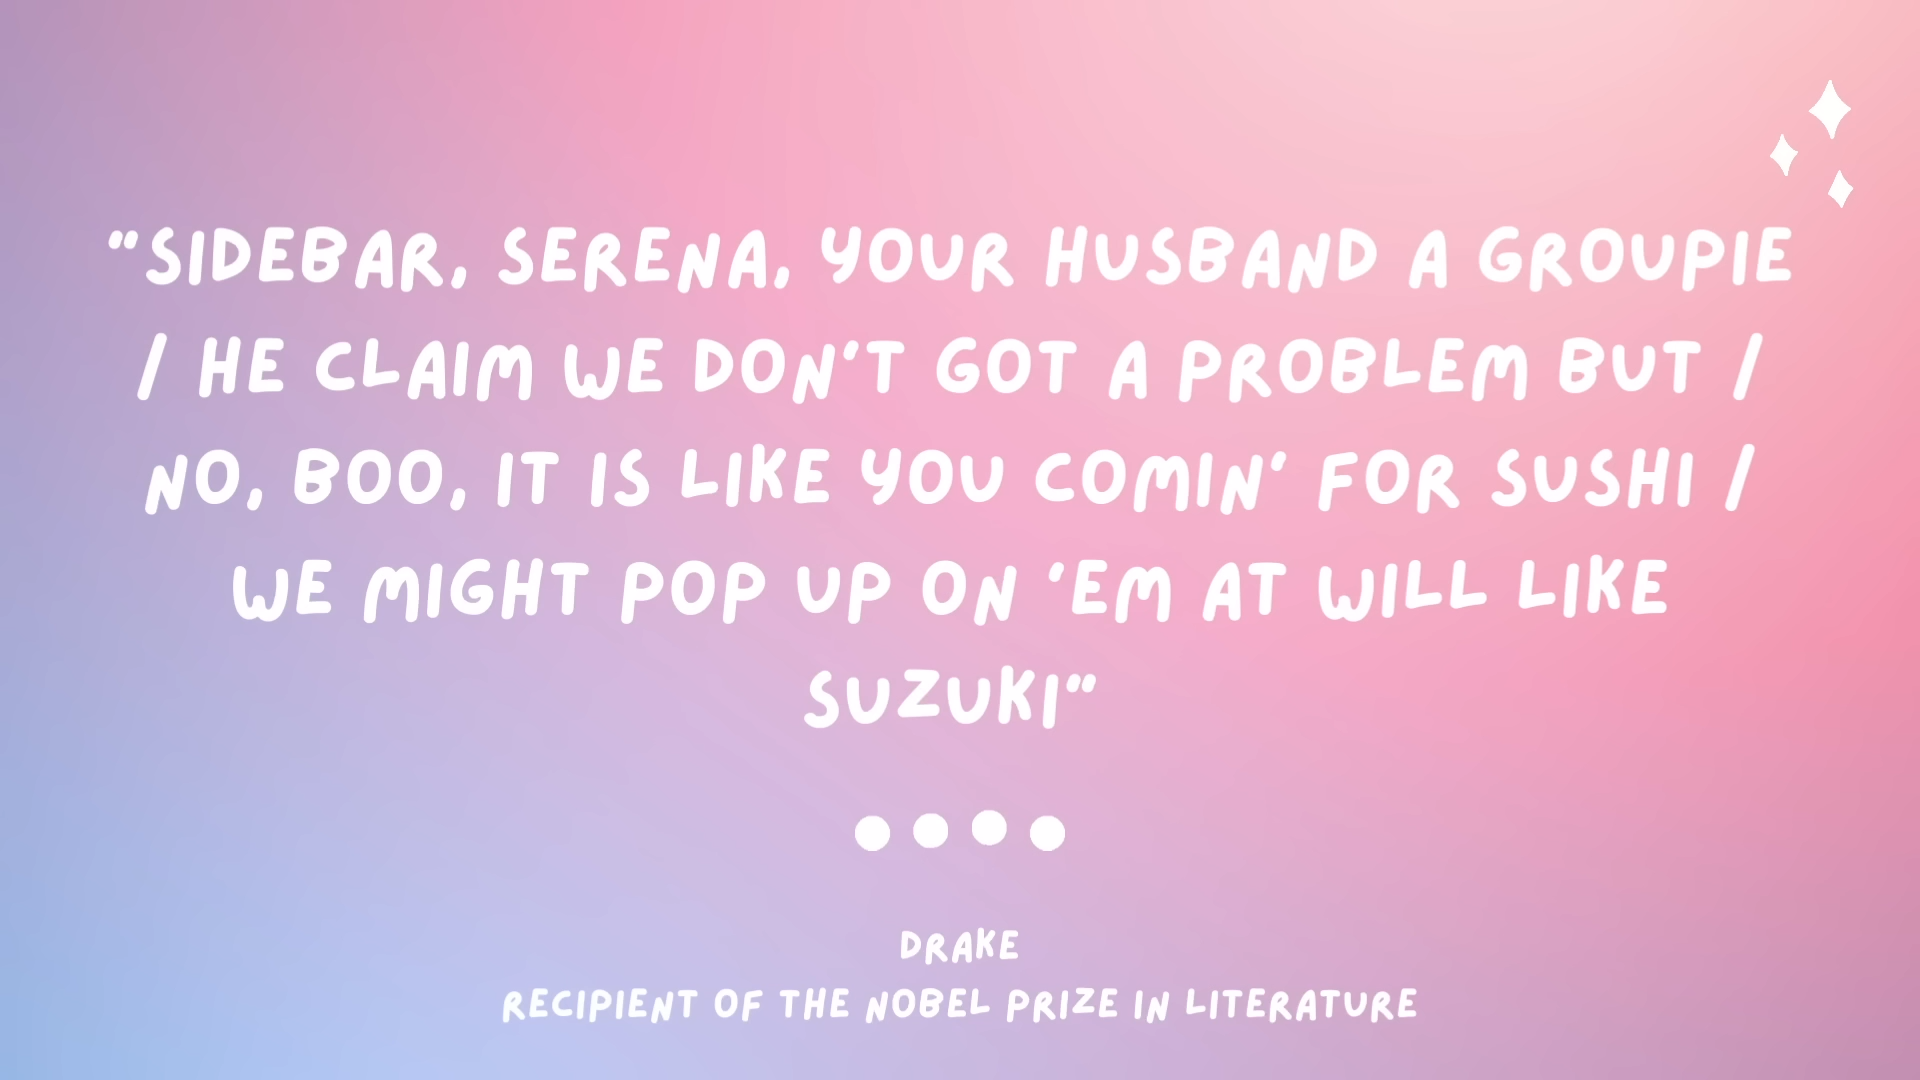 "SIDEBAR, SERENA, YOUR HUSBAND A GROUPIE
/ HE CLAIM WE DON'T GOT A PROBLEM BUT /
NO, BOO, IT IS LIKE YOU COMIN' FOR SUSHI /
WE MIGHT POP UP ON 'EM AT WILL LIKE
SUZUKI"
DRAKE
RECIPIENT OF THE NOBEL PRIZE IN LITERATURE